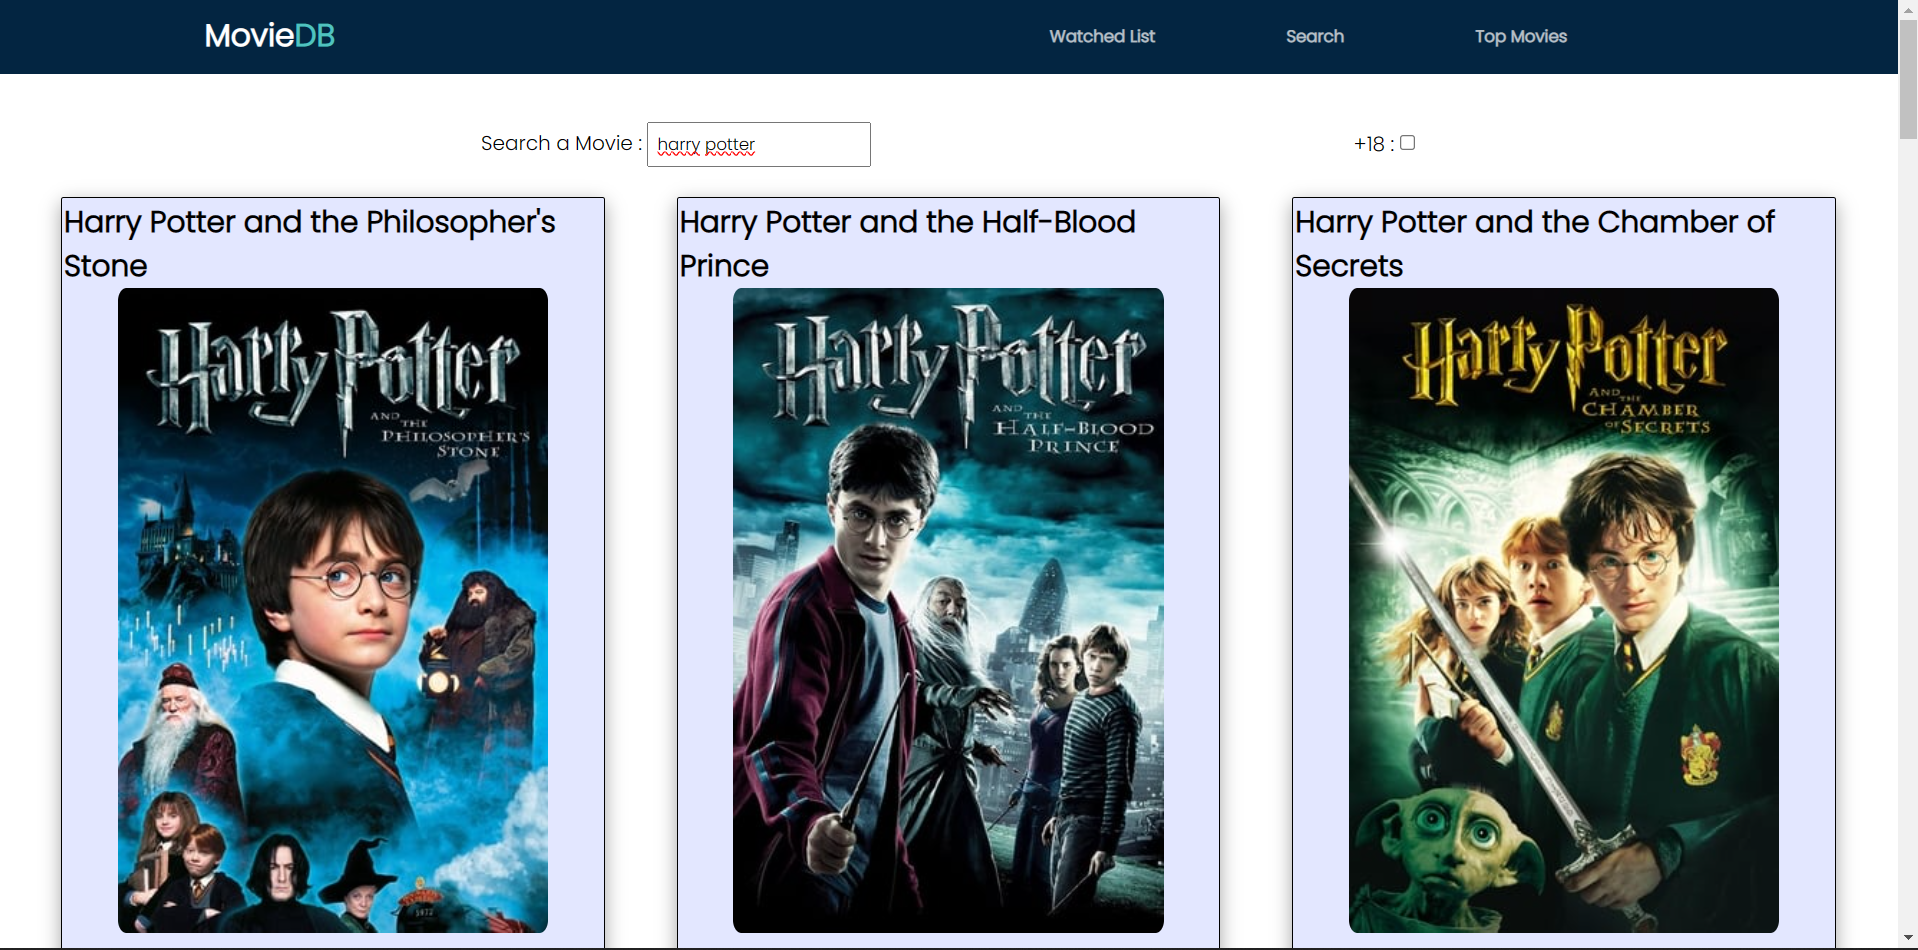 MovieDB
Watched List
Search
Top Movies
Search a Movie :
harry potter
+18 :
Harry Potter and the Philosopher's
Stone
Harry Potter
AND
THE
PHILOSOPHER'S
STONE
1972
Harry Potter and the Half-Blood
Prince
Harry Potter
AND
THE
HALF-BLOOD
PRINCE
Harry Potter and the Chamber of
Secrets
Harry Potter
AND
THE
CHAMBER
OF SECRETS